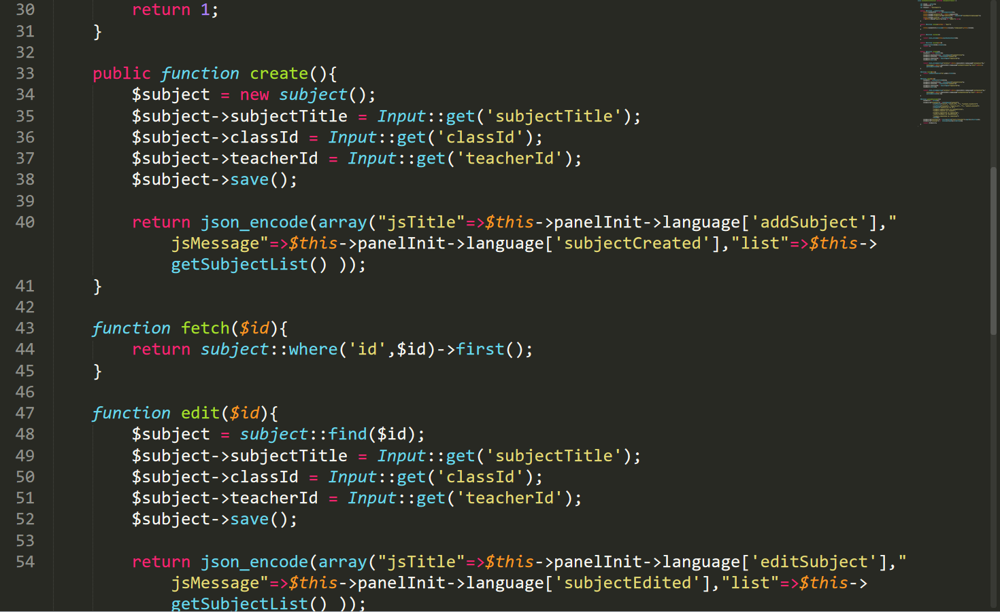 30 return 1;
31 }
32
33 public function create(){
34 $subject = new subject();
35 $subject->subjectTitle = Input::get('subjectTitle');
36 $subject->classId = Input::get('classId');
37 $subject->teacherId = Input::get('teacherId');
38 $subject->save();
39
40 return json_encode(array("jsTitle"=>$this->panelInit->language['addSubject'],"
jsMessage"=>$this->panelInit->language['subjectCreated'],"list"=>$this->
getSubjectList() ));
41 }
42
43 function fetch($id){
44 return subject::where('id',$id)->first();
45 }
46
47 function edit($id){
48 $subject = subject::find($id);
49 $subject->subjectTitle = Input::get('subjectTitle');
50 $subject->classId = Input::get('classId');
51 $subject->teacherId = Input::get('teacherId');
52 $subject->save();
53
54 return json_encode(array("jsTitle"=>$this->panelInit->language['editSubject'],"
jsMessage"=>$this->panelInit->language['subjectEdited'],"list"=>$this->
getSubjectList() ));